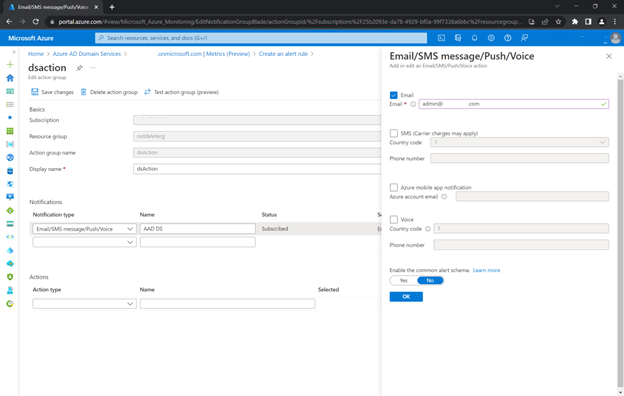 Email/SMS message/Push/Voice
portal.azure.com/#view/Microsoft_Azure_Monitoring/EditNotificationGroupBlade/actionGroupId/%2Fsubscriptions%2F25b2093e-da78-4929-bf0a-99f7338a6bbc%2Fresourcegroup...
Microsoft Azure
Search resources, services, and docs (G+/)
Home > Azure AD Domain Services > .onmicrosoft.com | Metrics (Preview) > Create an alert rule >
dsaction
Edit action group
Save changes Delete action group Test action group (preview)
Basics
Subscription
Resource group
notdeleterg
Action group name
dsAction
Display name *
dsAction
Notifications
Notification type Name Status
Email/SMS message/Push/Voice AAD DS Subscribed
Actions
Action type Name Selected
Email/SMS message/Push/Voice
Add or edit an Email/SMS/Push/Voice action
Email
Email * admin@ .com
SMS (Carrier charges may apply)
Country code 1
Phone number
Azure mobile app notification
Azure account email
Voice
Country code 1
Phone number
Enable the common alert schema. Learn more
Yes No
OK